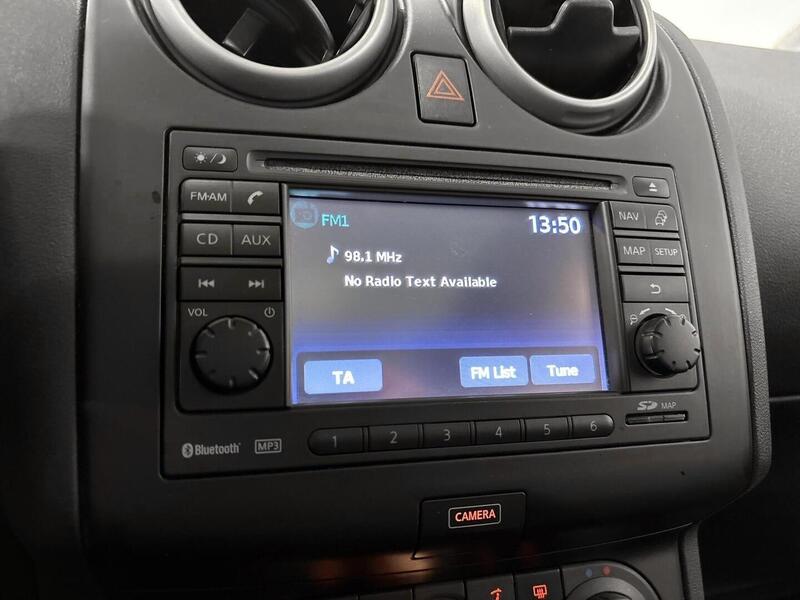 FM·AM
CD AUX
VOL
FM1 13:50
98.1 MHz
No Radio Text Available
TA FM List Tune
NAV
MAP SETUP
SD MAP
1 2 3 4 5 6
Bluetooth MP3
CAMERA